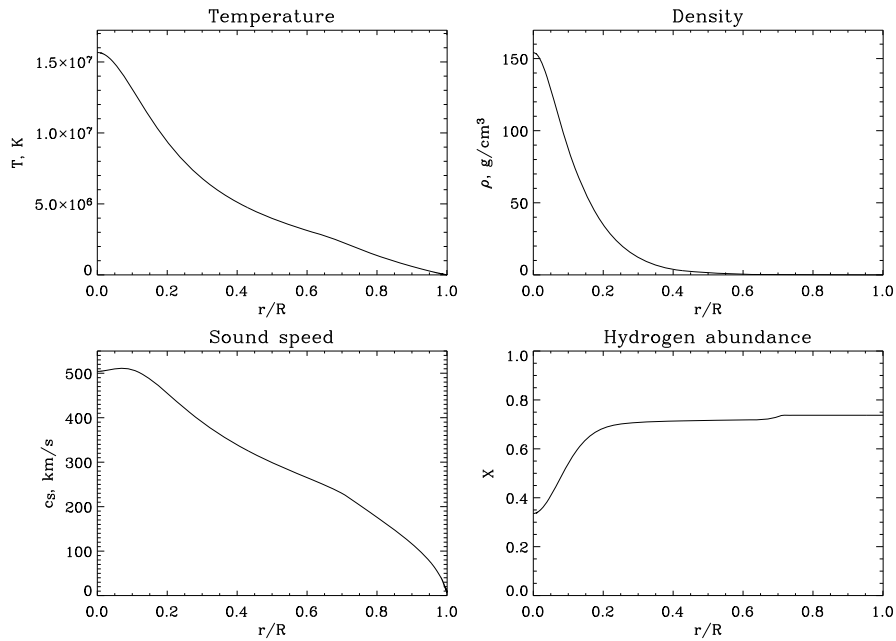 Temperature
T, K
1.5×10⁷
1.0×10⁷
5.0×10⁶
0
0.0 0.2 0.4 0.6 0.8 1.0
r/R
Density
ρ, g/cm³
150
100
50
0
0.0 0.2 0.4 0.6 0.8 1.0
r/R
Sound speed
cₛ, km/s
500
400
300
200
100
0
0.0 0.2 0.4 0.6 0.8 1.0
r/R
Hydrogen abundance
X
1.0
0.8
0.6
0.4
0.2
0.0
0.0 0.2 0.4 0.6 0.8 1.0
r/R